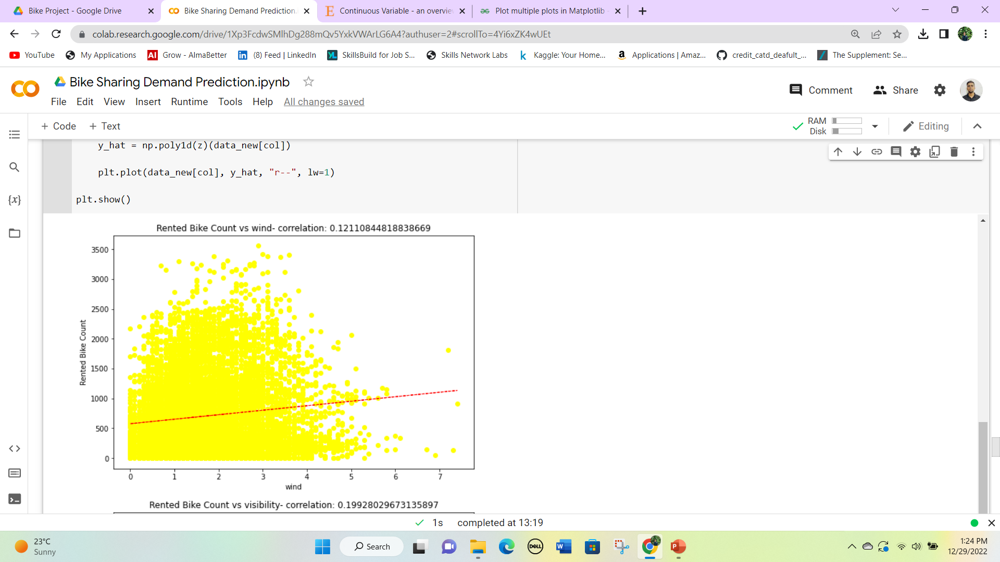 Bike Project - Google Drive
Bike Sharing Demand Prediction.
Continuous Variable - an overvie
Plot multiple plots in Matplotlib -
colab.research.google.com/drive/1Xp3FcdwSMlhDg288mQv5YxkVWArLG6A4?authuser=2#scrollTo=4Yi6xZK4wUEt
YouTube
My Applications
Grow - AlmaBetter
(8) Feed | LinkedIn
SkillsBuild for Job S...
Skills Network Labs
Kaggle: Your Home...
Applications | Amaz...
credit_catd_deafult_...
The Supplement: Se...
Bike Sharing Demand Prediction.ipynb
Comment
Share
File Edit View Insert Runtime Tools Help All changes saved
+ Code + Text
RAM
Disk
Editing
y_hat = np.poly1d(z)(data_new[col])
plt.plot(data_new[col], y_hat, "r--", lw=1)
plt.show()
Rented Bike Count vs wind- correlation: 0.12110844818838669
3500
3000
2500
2000
1500
1000
500
0
Rented Bike Count
0 1 2 3 4 5 6 7
wind
Rented Bike Count vs visibility- correlation: 0.19928029673135897
1s completed at 13:19
23°C
Sunny
Search
DELL
1:24 PM
12/29/2022